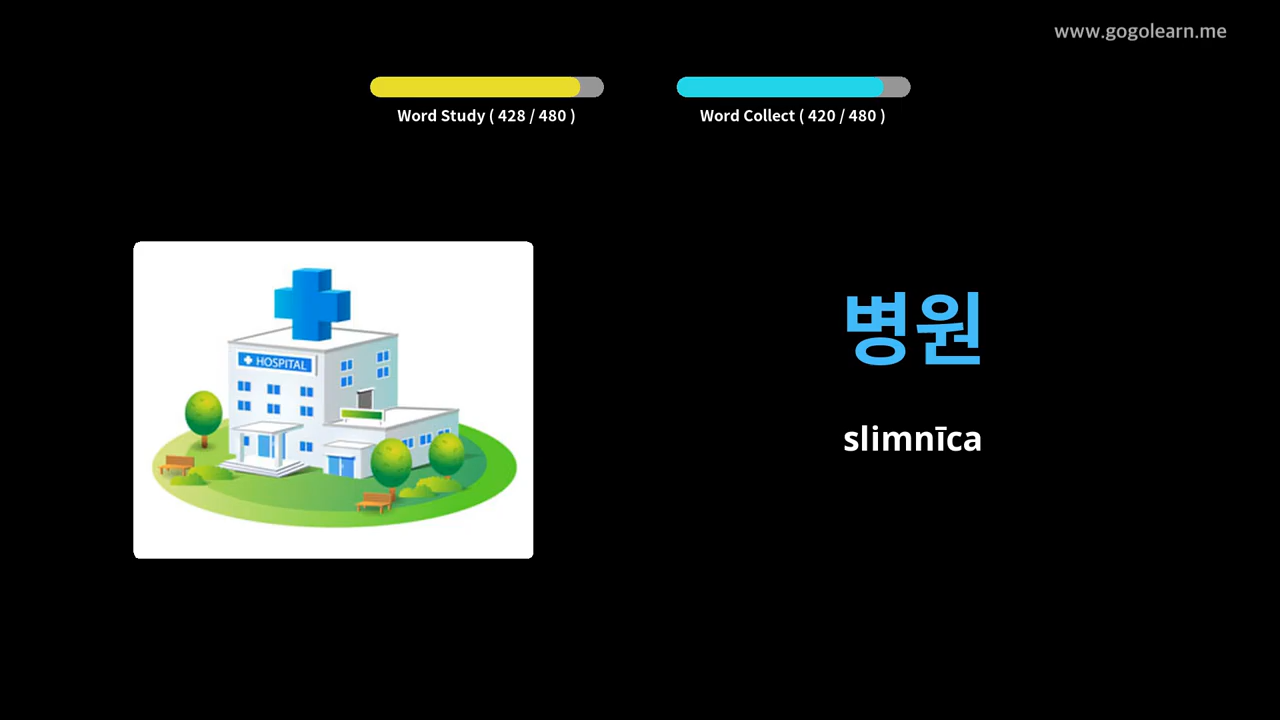 www.gogolearn.me
Word Study ( 428 / 480 )
Word Collect ( 420 / 480 )
HOSPITAL
병원
slimnīca